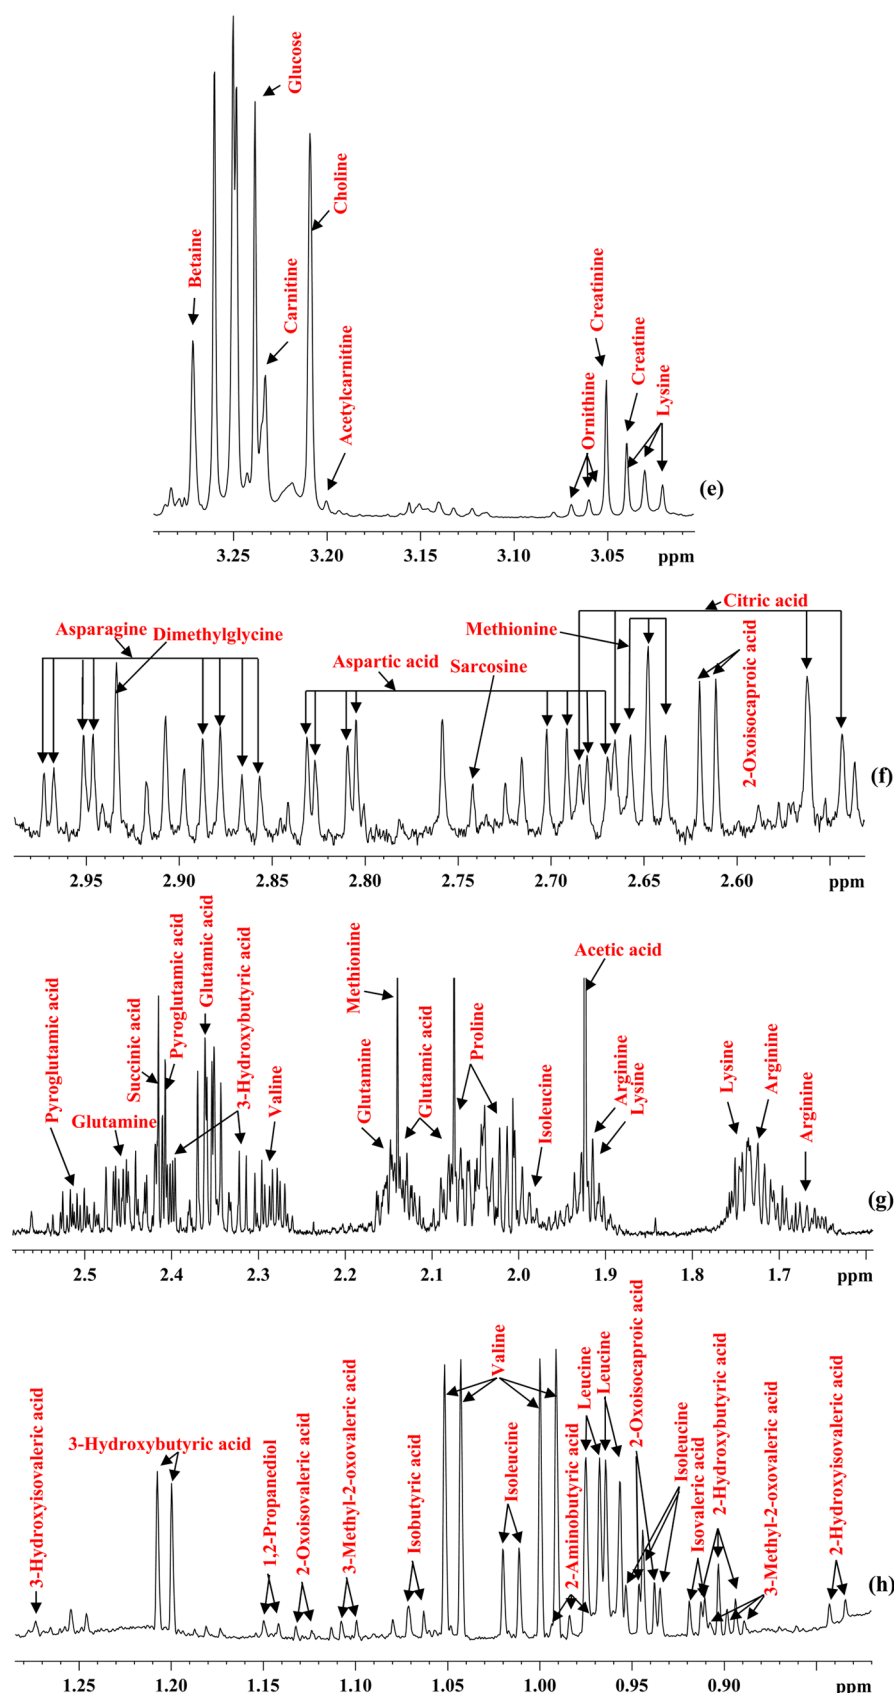 Glucose
Choline
Betaine
Carnitine
Creatinine
Creatine
Acetylcarnitine
Ornithine
Lysine
(e)
3.25 3.20 3.15 3.10 3.05 ppm
Citric acid
Asparagine
Dimethylglycine
Methionine
Aspartic acid
Sarcosine
2-Oxoisocaproic acid
(f)
2.95 2.90 2.85 2.80 2.75 2.70 2.65 2.60 ppm
Pyroglutamic acid
Glutamine
Succinic acid
Pyroglutamic acid
Glutamic acid
3-Hydroxybutyric acid
Valine
Methionine
Glutamine
Glutamic acid
Proline
Isoleucine
Acetic acid
Arginine
Lysine
Lysine
Arginine
Arginine
(g)
2.5 2.4 2.3 2.2 2.1 2.0 1.9 1.8 1.7 ppm
3-Hydroxyisovaleric acid
3-Hydroxybutyric acid
1,2-Propanediol
2-Oxoisovaleric acid
3-Methyl-2-oxovaleric acid
Isobutyric acid
Valine
Isoleucine
2-Aminobutyric acid
Leucine
Leucine
2-Oxoisocaproic acid
Isoleucine
Isovaleric acid
2-Hydroxybutyric acid
3-Methyl-2-oxovaleric acid
2-Hydroxyisovaleric acid
(h)
1.25 1.20 1.15 1.10 1.05 1.00 0.95 0.90 ppm